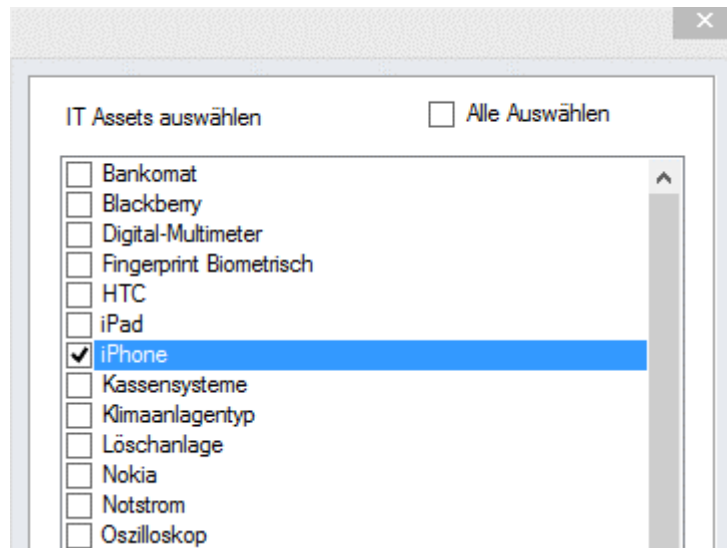 IT Assets auswählen
Alle Auswählen
Bankomat
Blackberry
Digital-Multimeter
Fingerprint Biometrisch
HTC
iPad
iPhone
Kassensysteme
Klimaanlagentyp
Löschanlage
Nokia
Notstrom
Oszilloskop